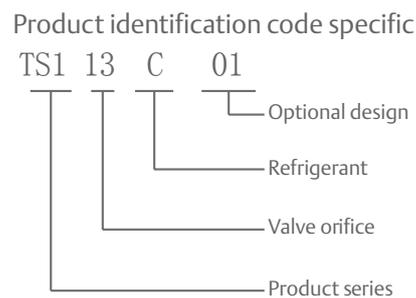 Product identification code specific
TS1 13 C 01
Optional design
Refrigerant
Valve orifice
Product series